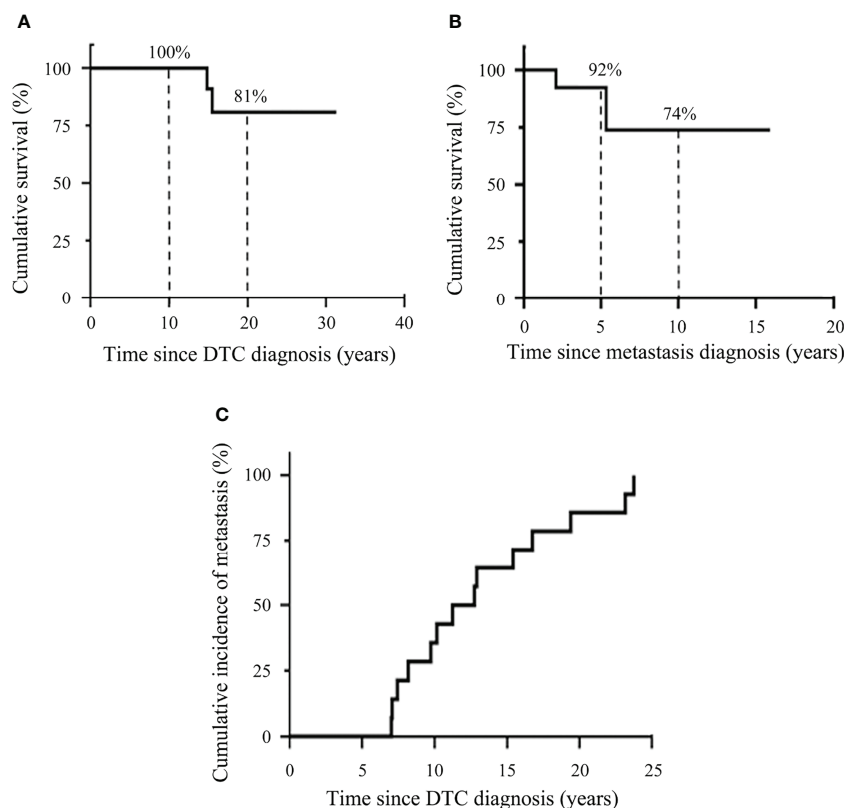 A
Cumulative survival (%)
100
75
50
25
0
100%
81%
0 10 20 30 40
Time since DTC diagnosis (years)
B
Cumulative survival (%)
100
75
50
25
0
92%
74%
0 5 10 15 20
Time since metastasis diagnosis (years)
C
Cumulative incidence of metastasis (%)
100
75
50
25
0
0 5 10 15 20 25
Time since DTC diagnosis (years)